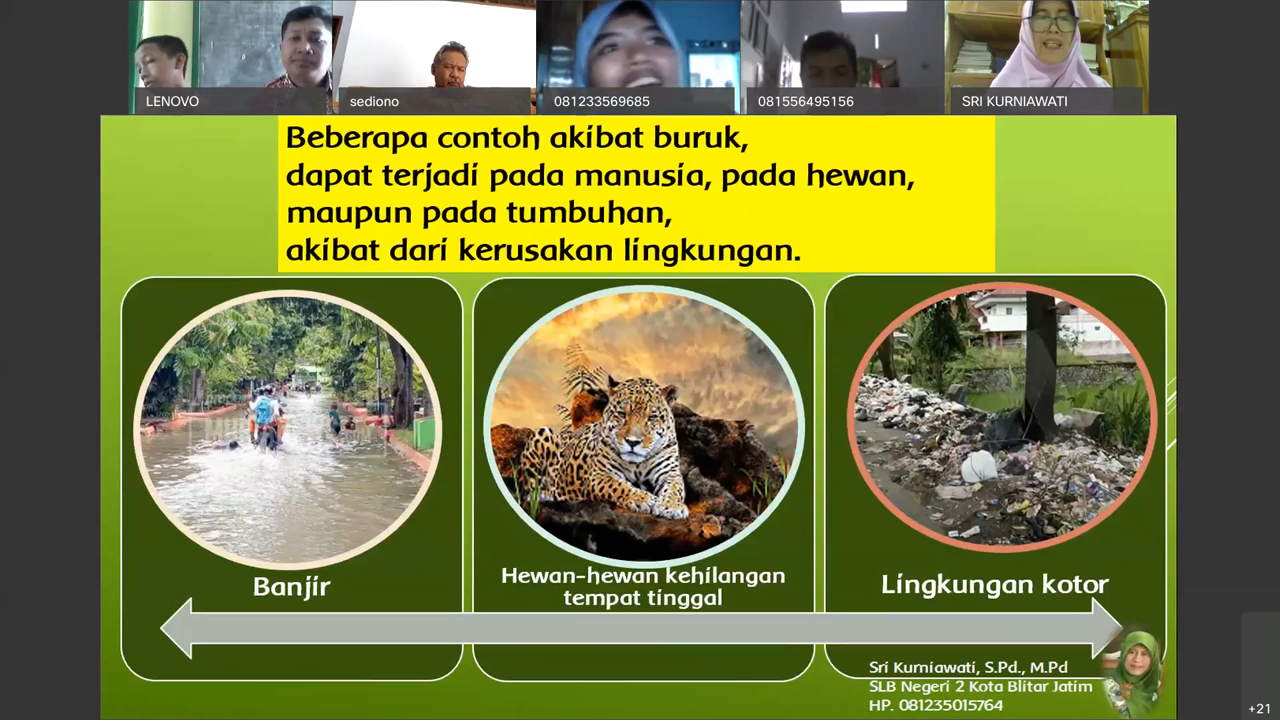 LENOVO
sediono
081233569685
081556495156
SRI KURNIAWATI
Beberapa contoh akibat buruk,
dapat terjadi pada manusia, pada hewan,
maupun pada tumbuhan,
akibat dari kerusakan lingkungan.
Banjir
Hewan-hewan kehilangan
tempat tinggal
Lingkungan kotor
Sri Kurniawati, S.Pd., M.Pd
SLB Negeri 2 Kota Blitar Jatim
HP. 081235015764
+21